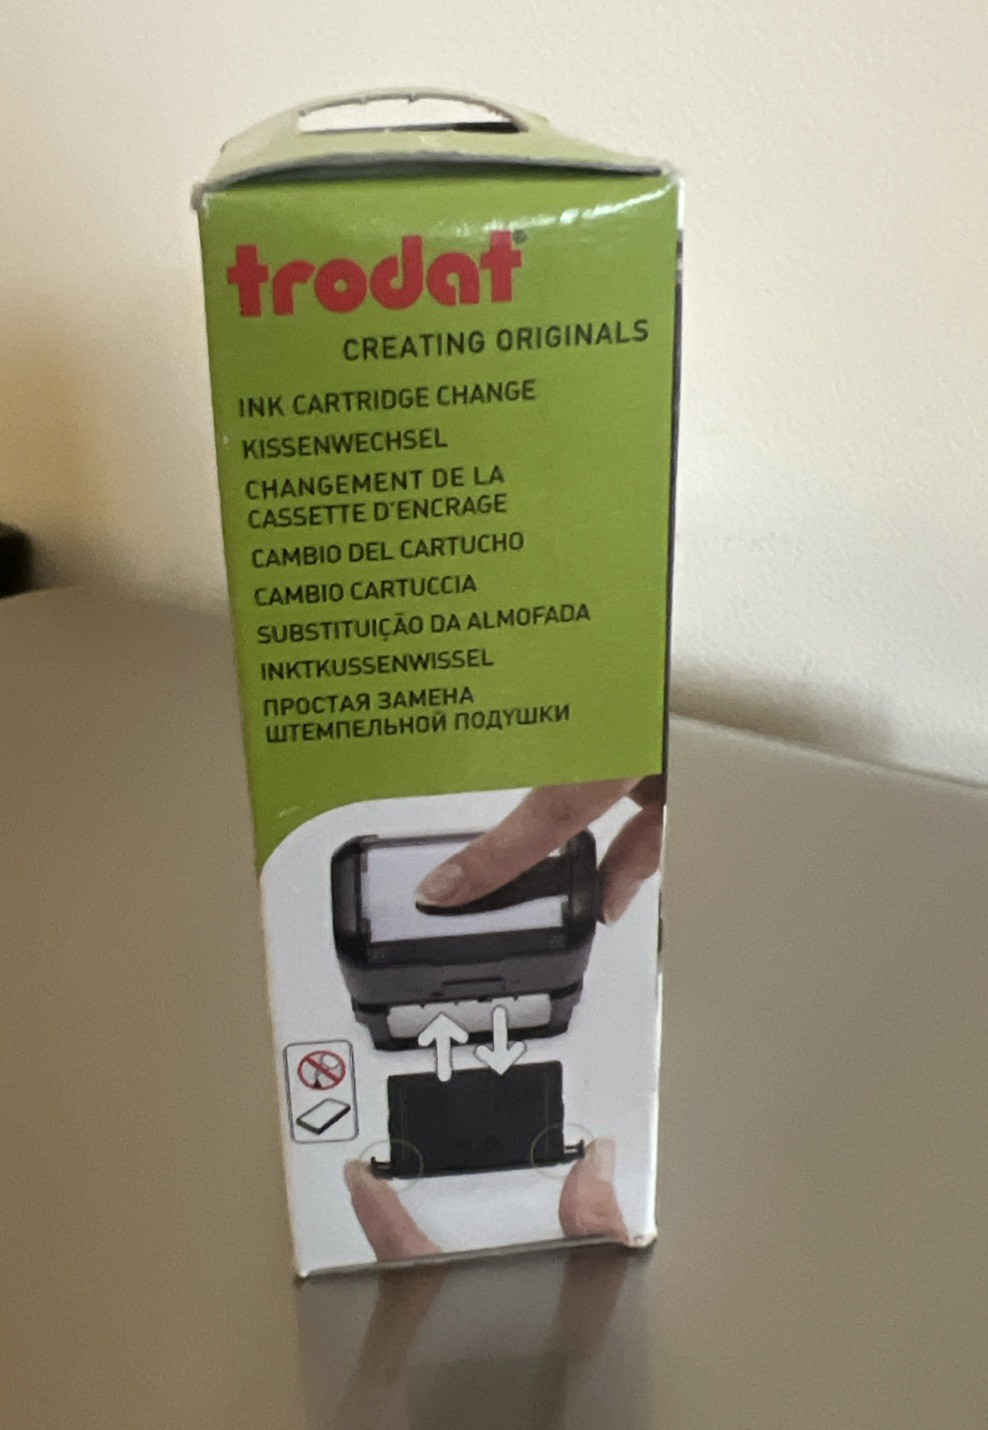 trodat®
CREATING ORIGINALS
INK CARTRIDGE CHANGE
KISSENWECHSEL
CHANGEMENT DE LA
CASSETTE D'ENCRAGE
CAMBIO DEL CARTUCHO
CAMBIO CARTUCCIA
SUBSTITUIÇÃO DA ALMOFADA
INKTKUSSENWISSEL
ПРОСТАЯ ЗАМЕНА
ШТЕМПЕЛЬНОЙ ПОДУШКИ